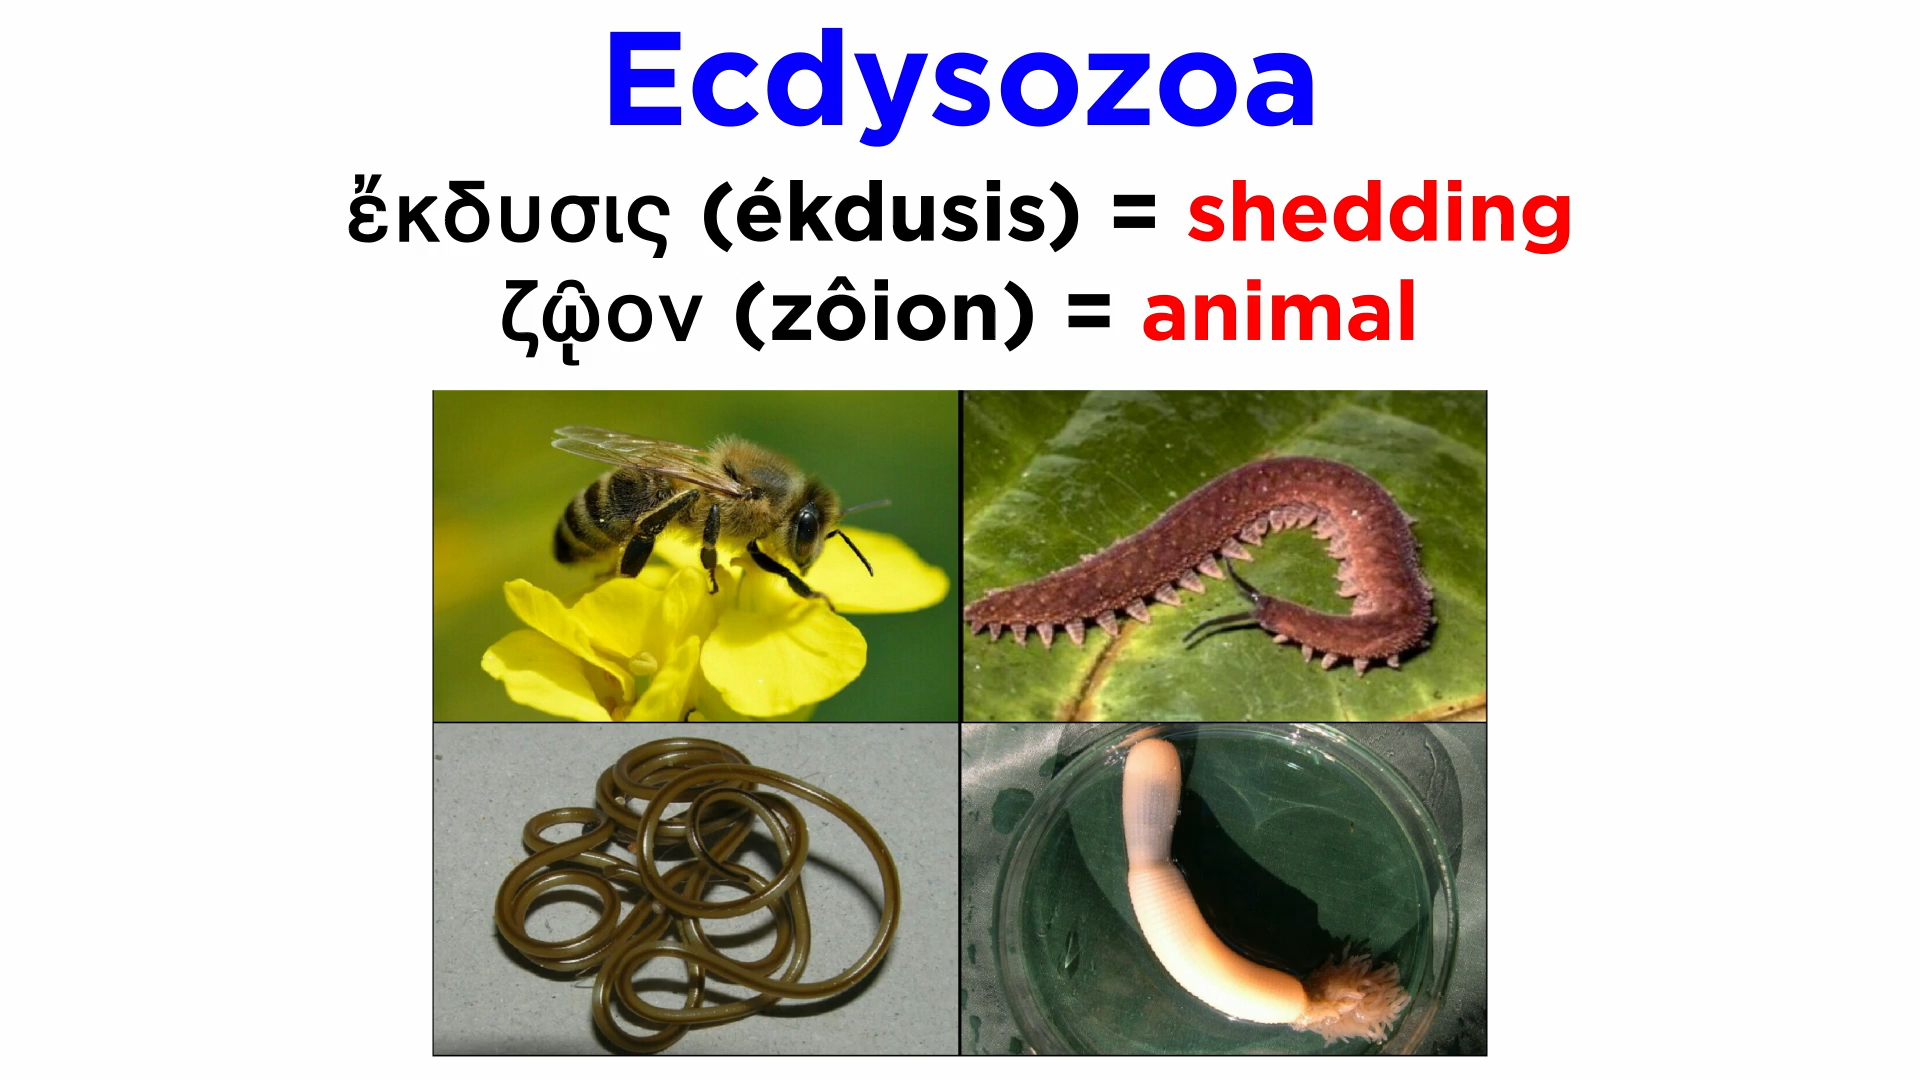 Ecdysozoa
ἔκδυσις (ékdusis) = shedding
ζῷον (zôion) = animal